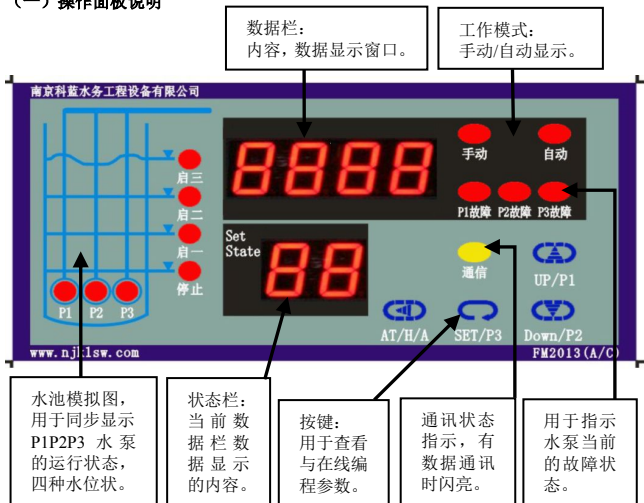 (一)操作面板说明
数据栏：
内容，数据显示窗口。
工作模式：
手动/自动显示。
南京科蓝水务工程设备有限公司
8888
手动
自动
启三
启二
启一
停止
P1故障
P2故障
P3故障
Set
State
88
通信
UP/P1
P1
P2
P3
AT/H/A
SET/P3
Down/P2
www.njklsw.com
FM2013(A/C)
水池模拟图，
用于同步显示
P1P2P3 水泵
的运行状态，
四种水位状。
状态栏：
当前数
据栏数
据显示
的内容。
按键：
用于查看
与在线编
程参数。
通讯状态
指示，有
数据通讯
时闪亮。
用于指示
水泵当前
的故障状
态。